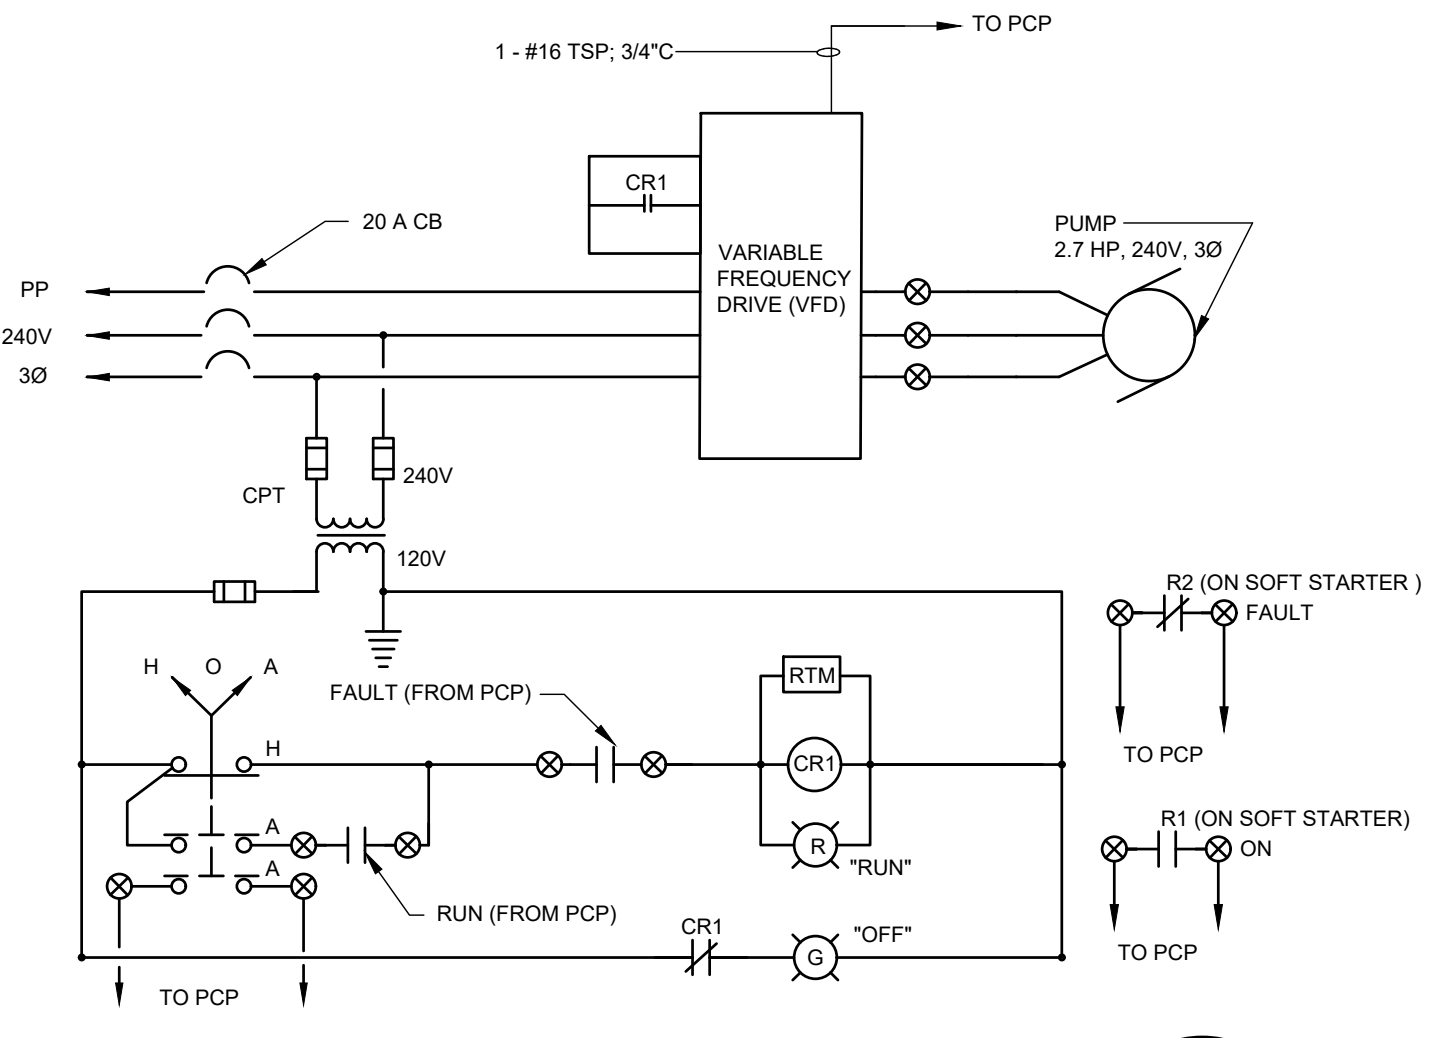 TO PCP
1 - #16 TSP; 3/4"C
CR1
20 A CB
PUMP
2.7 HP, 240V, 3Ø
VARIABLE
FREQUENCY
DRIVE (VFD)
PP
240V
3Ø
240V
CPT
120V
R2 (ON SOFT STARTER )
FAULT
TO PCP
H O A
FAULT (FROM PCP)
RTM
H
CR1
A
R
"RUN"
A
RUN (FROM PCP)
R1 (ON SOFT STARTER)
ON
TO PCP
CR1
"OFF"
G
TO PCP